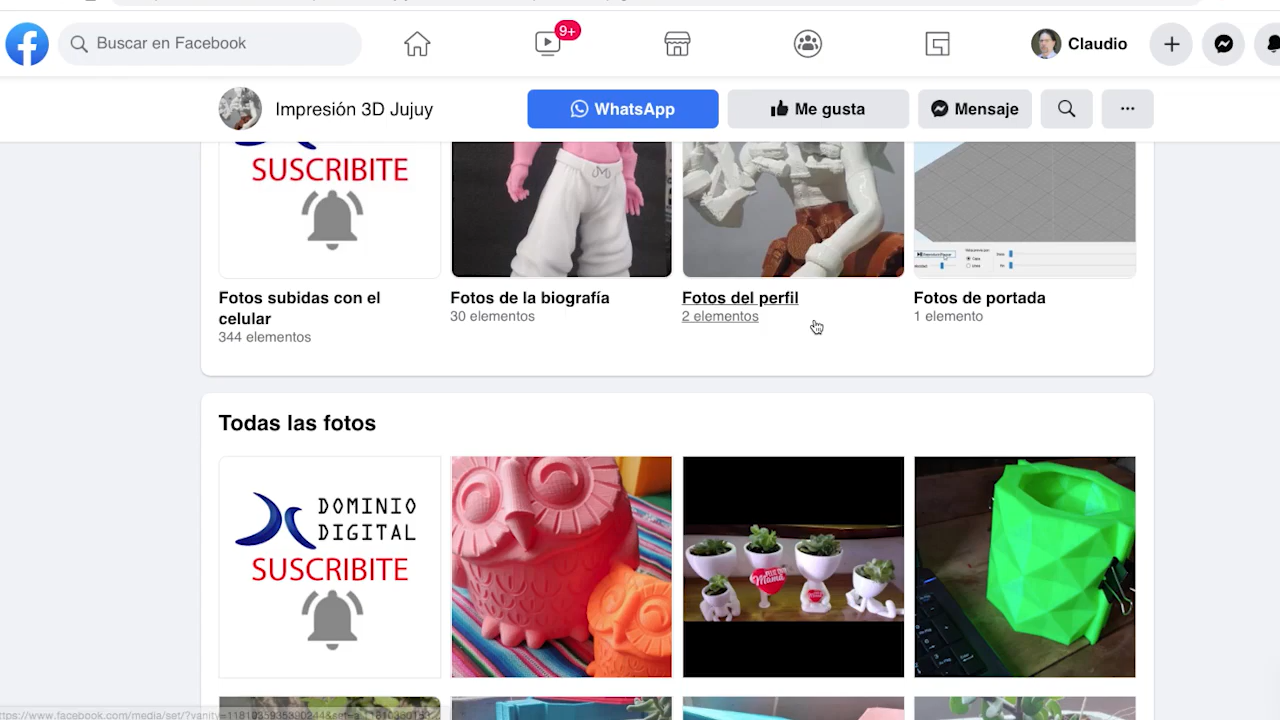 Buscar en Facebook
9+
Claudio
Impresión 3D Jujuy
WhatsApp
Me gusta
Mensaje
SUSCRIBITE
Fotos subidas con el
celular
344 elementos
Fotos de la biografía
30 elementos
Fotos del perfil
2 elementos
Fotos de portada
1 elemento
Todas las fotos
DOMINIO
DIGITAL
SUSCRIBITE